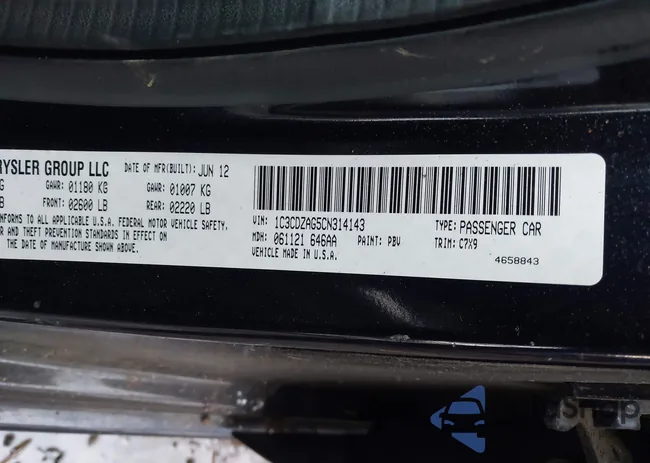 RYSLER GROUP LLC DATE OF MFR(BUILT): JUN 12
G GAWR: 01180 KG GAWR: 01007 KG
B FRONT: 02600 LB REAR: 02220 LB
ONFORMS TO ALL APPLICABLE U.S.A. FEDERAL MOTOR VEHICLE SAFETY,
R AND THEFT PREVENTION STANDARDS IN EFFECT ON
THE DATE OF MANUFACTURE SHOWN ABOVE.
VIN: 1C3CDZAG5CN314143 TYPE: PASSENGER CAR
MDH: 061121 646AA PAINT: PBV TRIM: C7X9
VEHICLE MADE IN U.S.A. 4658843